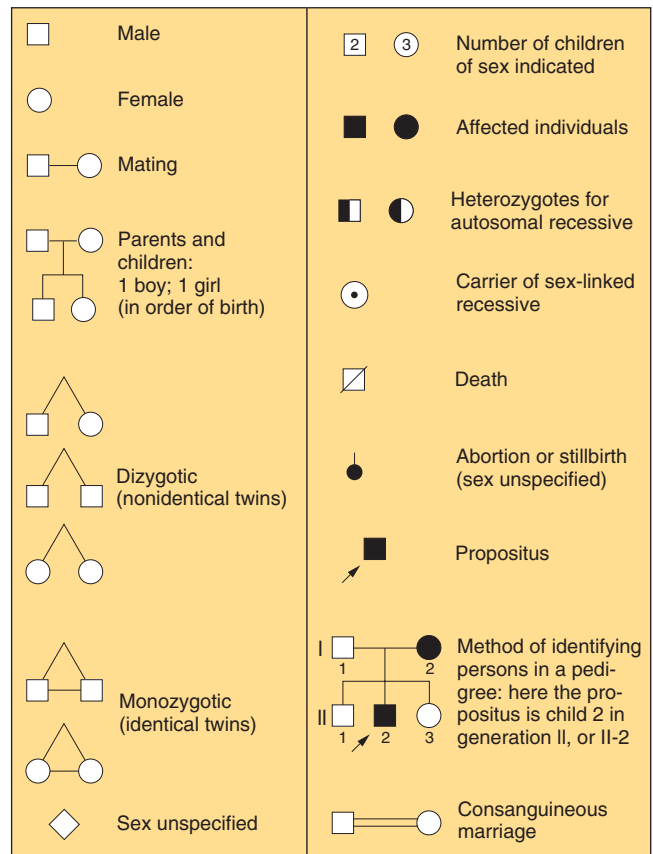 Male
Female
Mating
Parents and
children:
1 boy; 1 girl
(in order of birth)
Dizygotic
(nonidentical twins)
Monozygotic
(identical twins)
Sex unspecified
2 3 Number of children
of sex indicated
Affected individuals
Heterozygotes for
autosomal recessive
Carrier of sex-linked
recessive
Death
Abortion or stillbirth
(sex unspecified)
Propositus
I
1 2
II
1 2 3
Method of identifying
persons in a pedi-
gree: here the pro-
positus is child 2 in
generation II, or II-2
Consanguineous
marriage